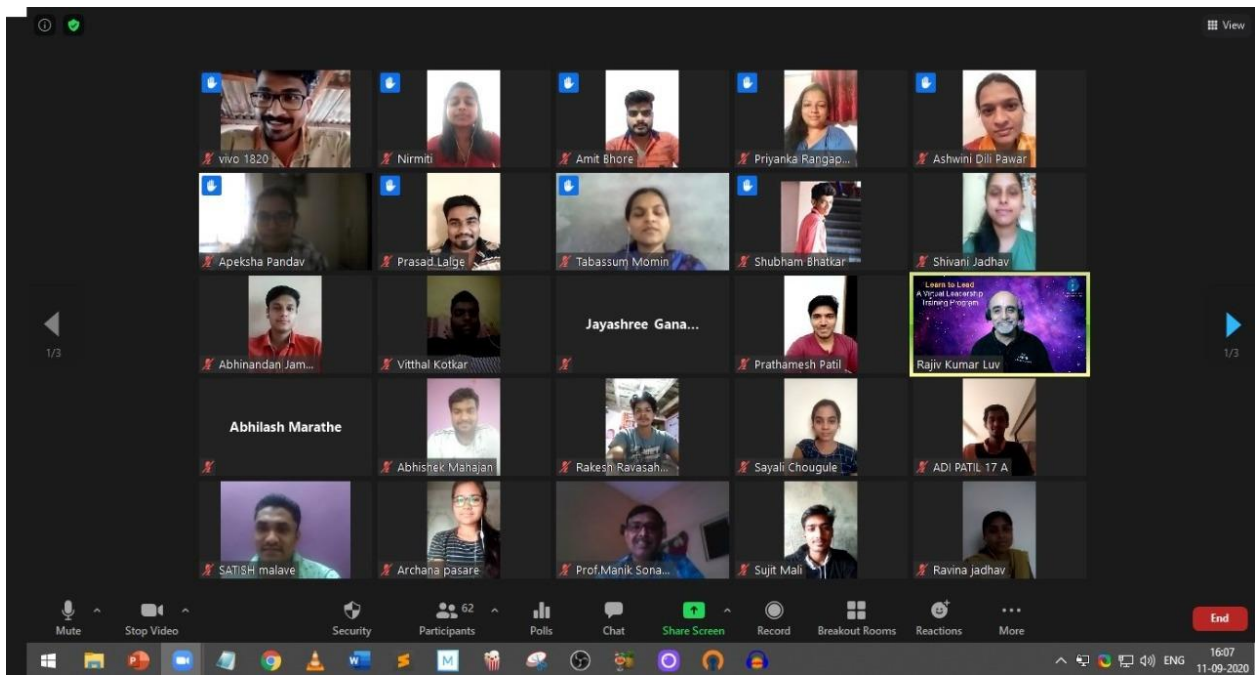 View
vivo 1820
Nirmiti
Amit Bhore
Priyanka Rangap...
Ashwini Dili Pawar
Apeksha Pandav
Prasad Lalge
Tabassum Momin
Shubham Bhatkar
Shivani Jadhav
Abhinandan Jam...
Vitthal Kotkar
Jayashree Gana...
Prathamesh Patil
Learn to Lead
A Virtual Leadership
Training Program
Rajiv Kumar Luv
1/3
1/3
Abhilash Marathe
Abhishek Mahajan
Rakesh Ravasah...
Sayali Chougule
ADI PATIL 17 A
SATISH malave
Archana pasare
Prof.Manik Sona...
Sujit Mali
Ravina jadhav
Mute
Stop Video
Security
Participants
62
Polls
Chat
Share Screen
Record
Breakout Rooms
Reactions
More
End
ENG
16:07
11-09-2020